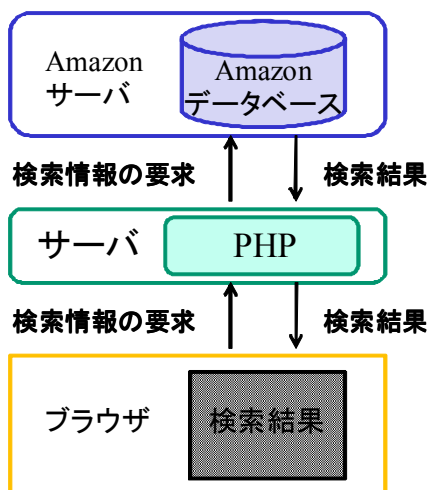 Amazon
サーバ
Amazon
データベース
検索情報の要求
検索結果
サーバ
PHP
検索情報の要求
検索結果
ブラウザ
検索結果